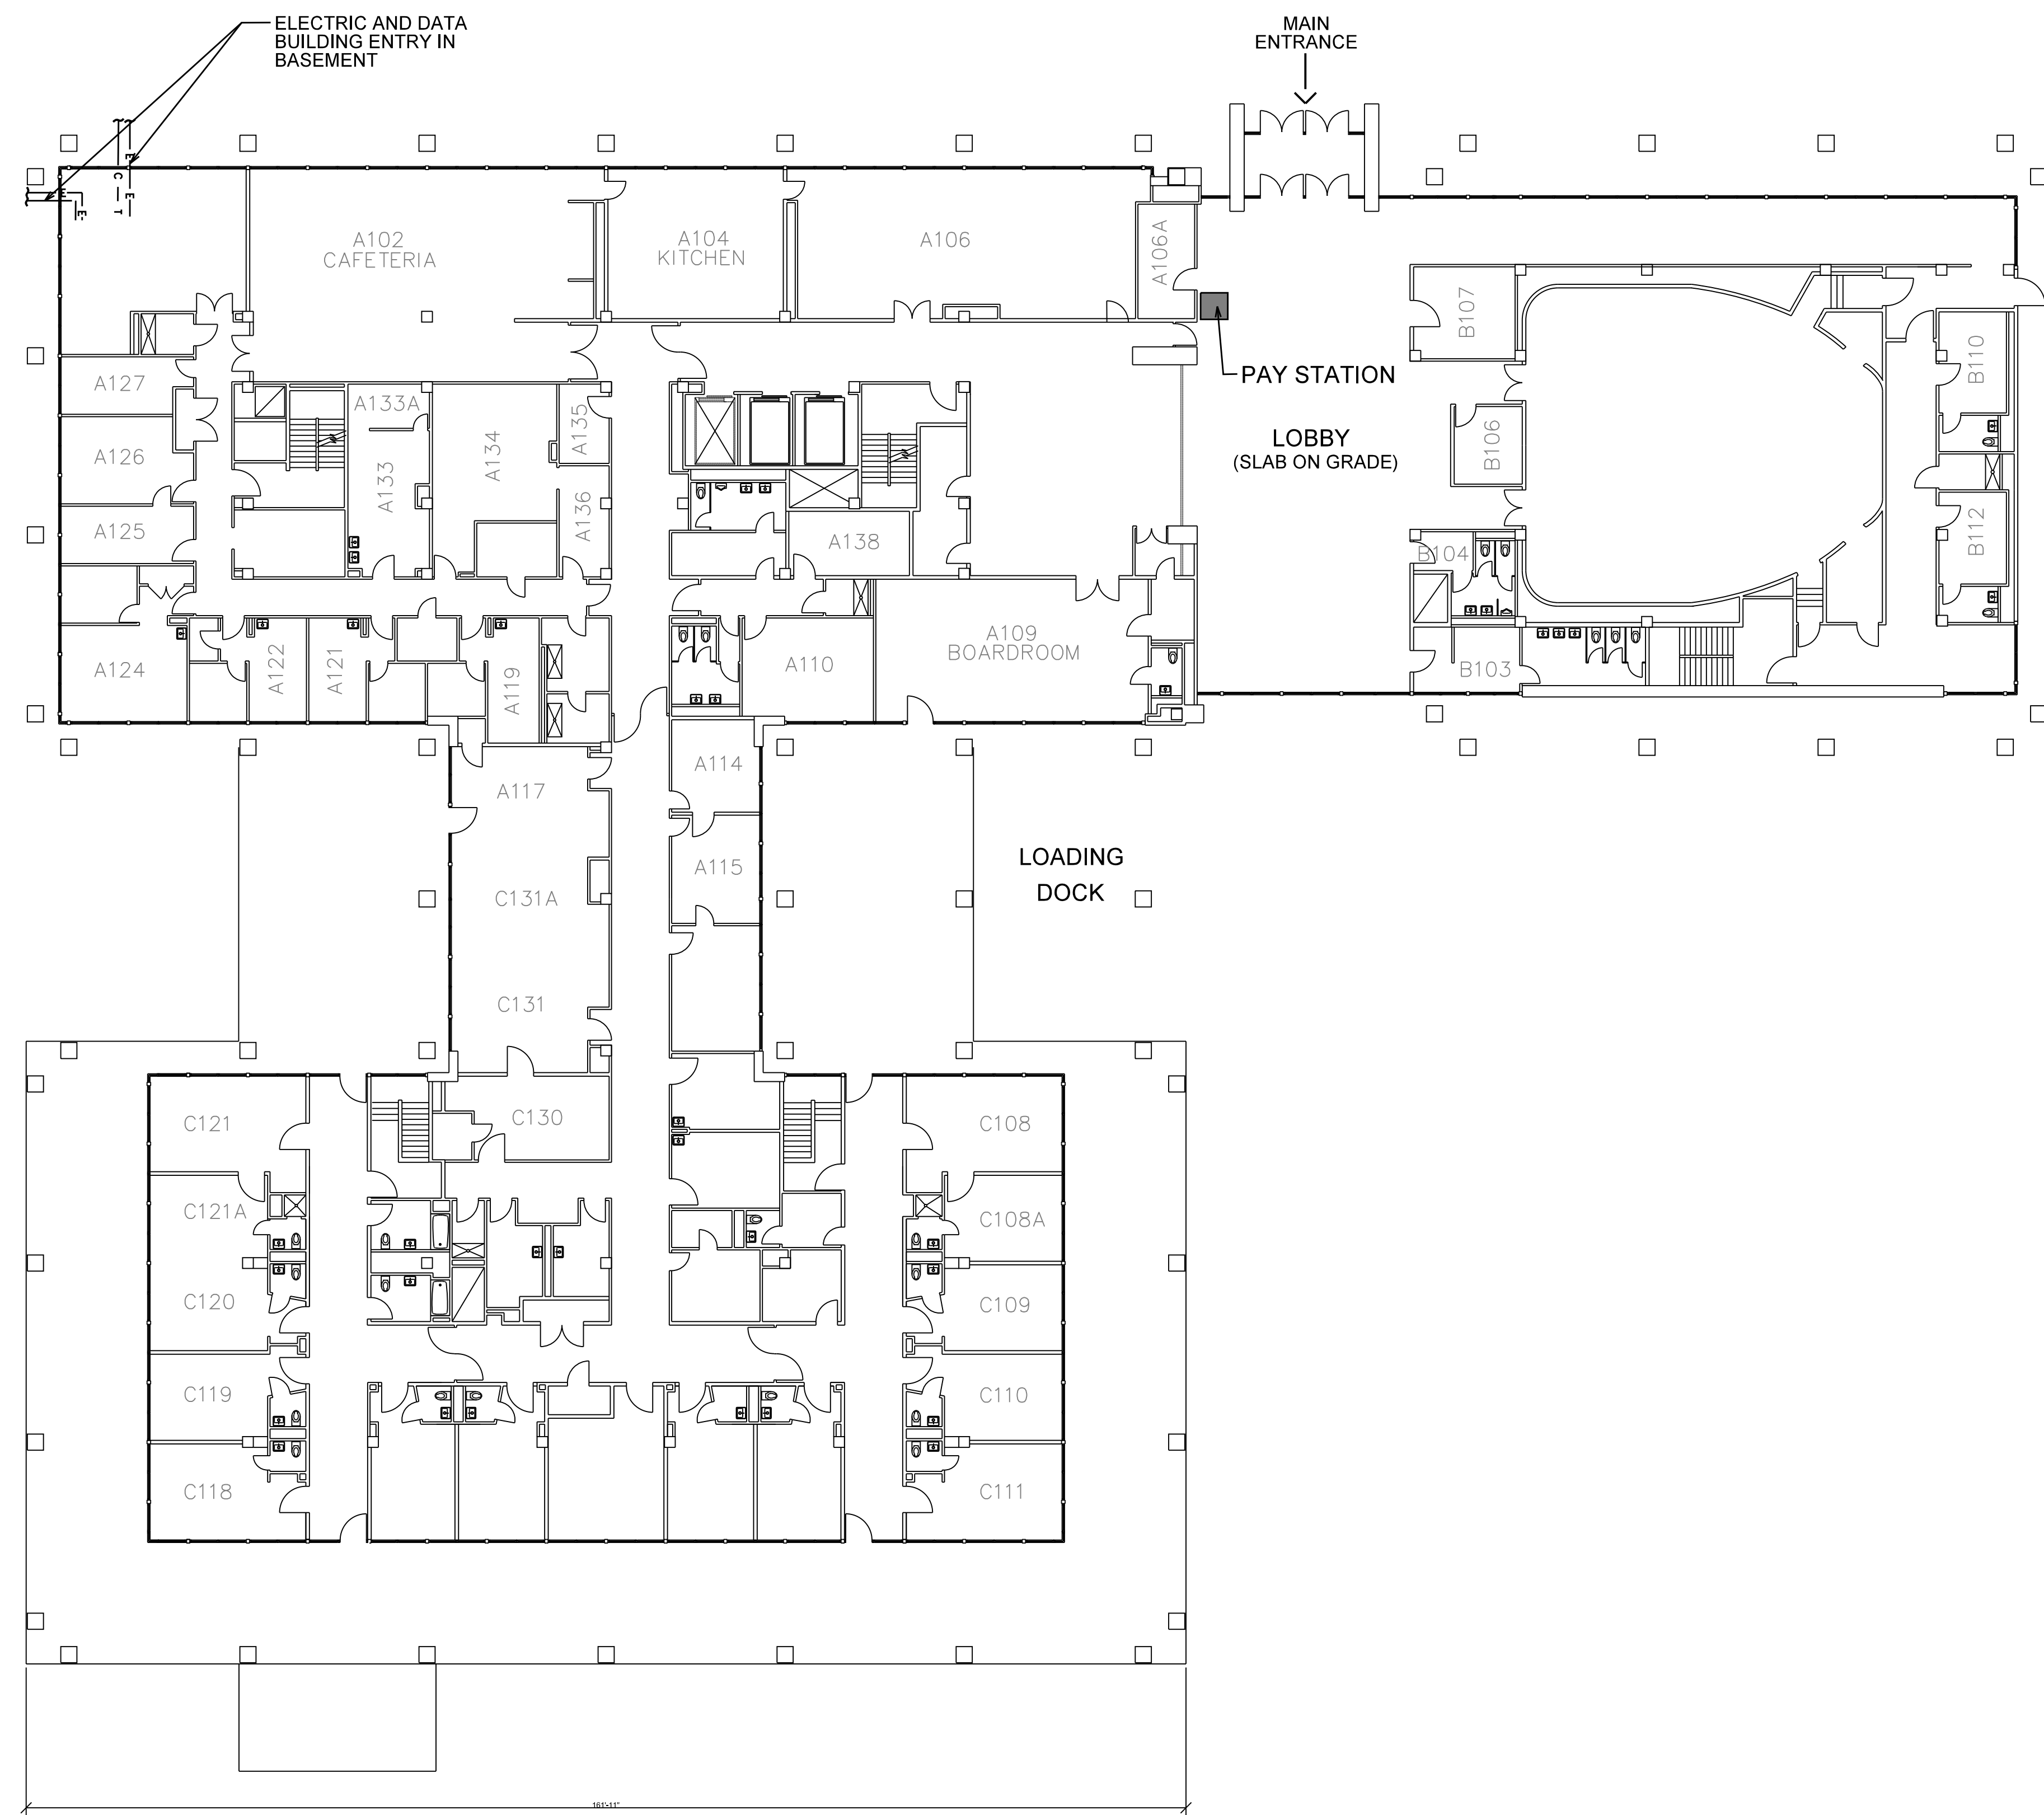 ELECTRIC AND DATA
BUILDING ENTRY IN
BASEMENT
MAIN
ENTRANCE
E
C
E
T
E
A102
CAFETERIA
A104
KITCHEN
A106
A106A
B107
B110
PAY STATION
A127
A133A
A135
A134
A126
A133
A136
A125
A138
LOBBY
(SLAB ON GRADE)
B106
B104
B112
A124
A122
A121
A119
A110
A109
BOARDROOM
B103
A117
A114
A115
LOADING
DOCK
C131A
C131
C121
C130
C108
C121A
C108A
C120
C109
C119
C110
C118
C111
161'-11"